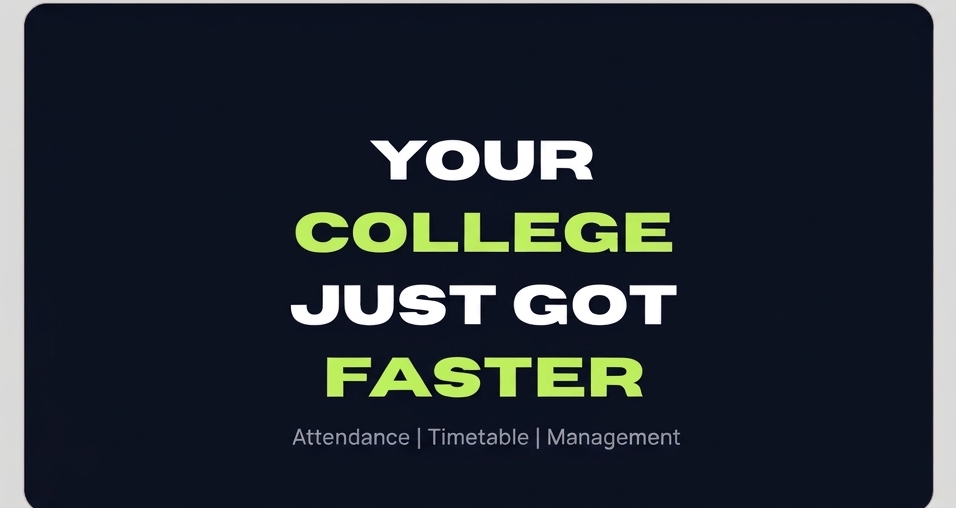 YOUR
COLLEGE
JUST GOT
FASTER
Attendance | Timetable | Management